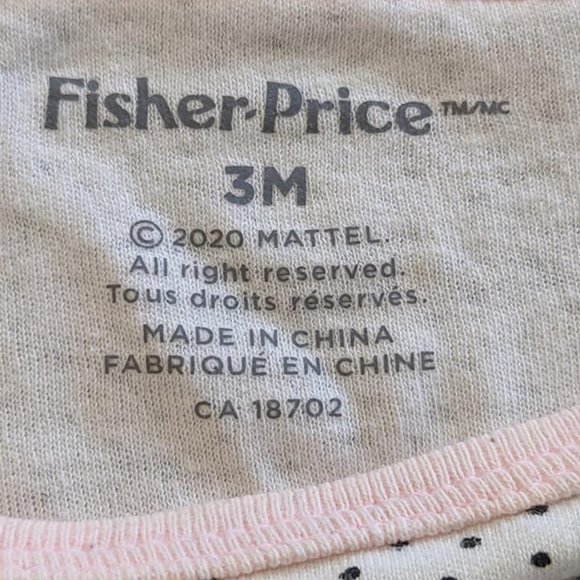 Fisher-Price TM/MC
3M
© 2020 MATTEL.
All right reserved.
Tous droits réservés.
MADE IN CHINA
FABRIQUÉ EN CHINE
CA 18702